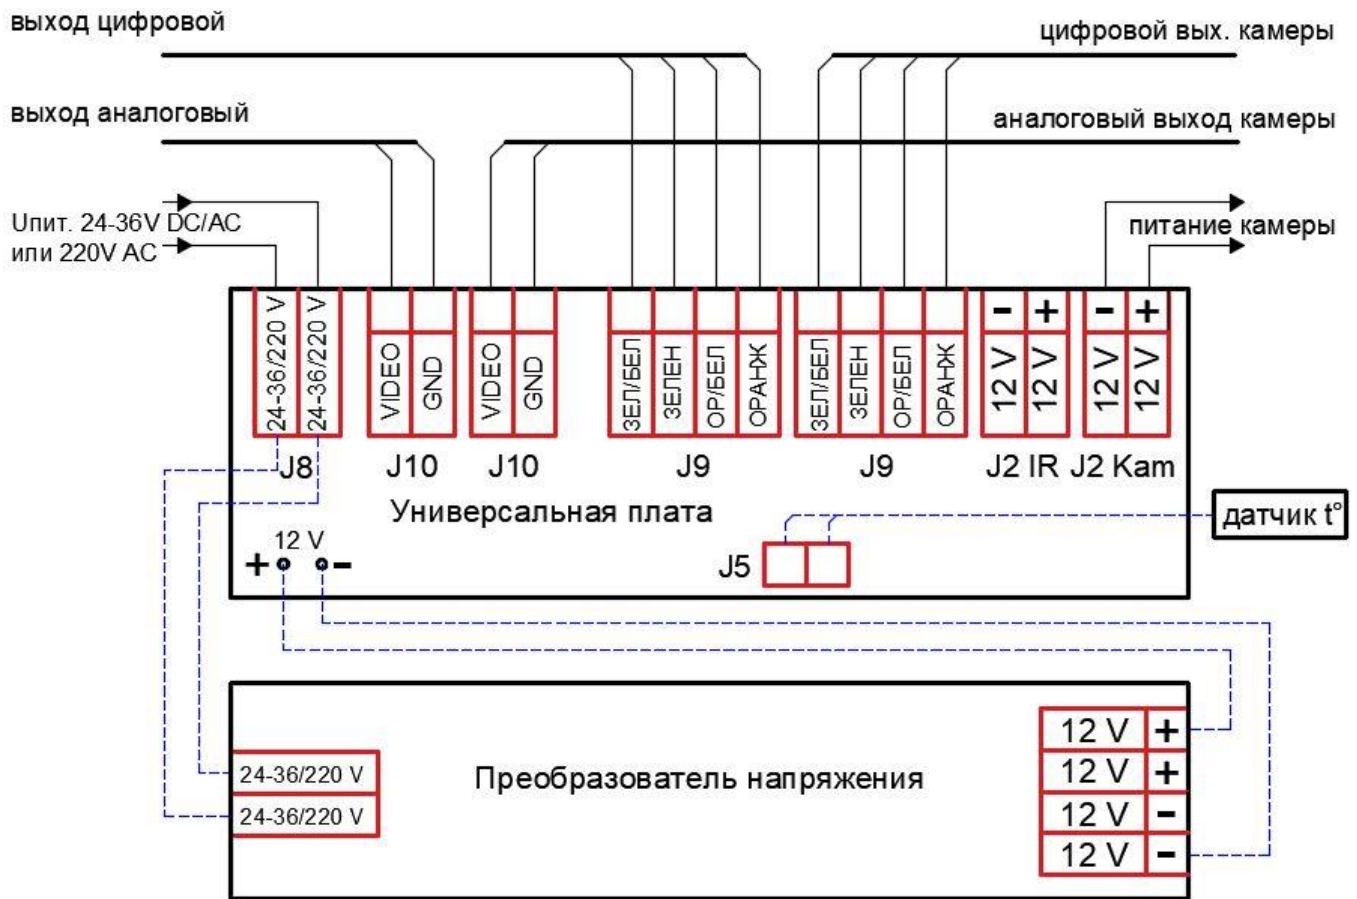 выход цифровой
цифровой вых. камеры
выход аналоговый
аналоговый выход камеры
Uпит. 24-36V DC/AC
или 220V AC
питание камеры
24-36/220 V
24-36/220 V
VIDEO
GND
VIDEO
GND
ЗЕЛ/БЕЛ
ЗЕЛЕН
ОР/БЕЛ
ОРАНЖ
ЗЕЛ/БЕЛ
ЗЕЛЕН
ОР/БЕЛ
ОРАНЖ
- +
12 V
12 V
- +
12 V
12 V
J8
J10
J10
J9
J9
J2 IR
J2 Kam
Универсальная плата
датчик t°
12 V
+ -
J5
24-36/220 V
24-36/220 V
Преобразователь напряжения
12 V +
12 V +
12 V -
12 V -